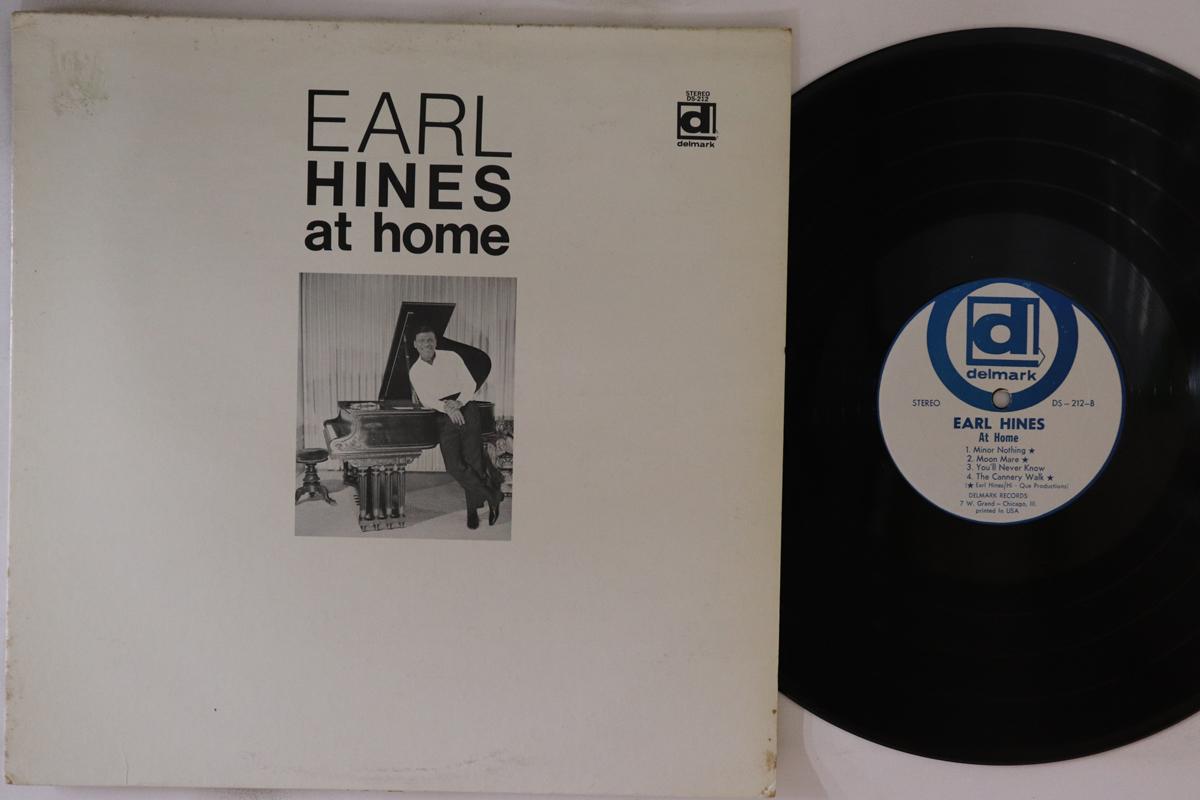 EARL
HINES
at home
STEREO
DS-212
d
delmark
d
delmark
STEREO
DS-212-B
EARL HINES
At Home
1. Minor Nothing ★
2. Moon Mare ★
3. You'll Never Know
4. The Cannery Walk ★
(★ Earl Hines/Hi - Que Productions)
DELMARK RECORDS
7 W. Grand - Chicago, Ill.
printed in USA